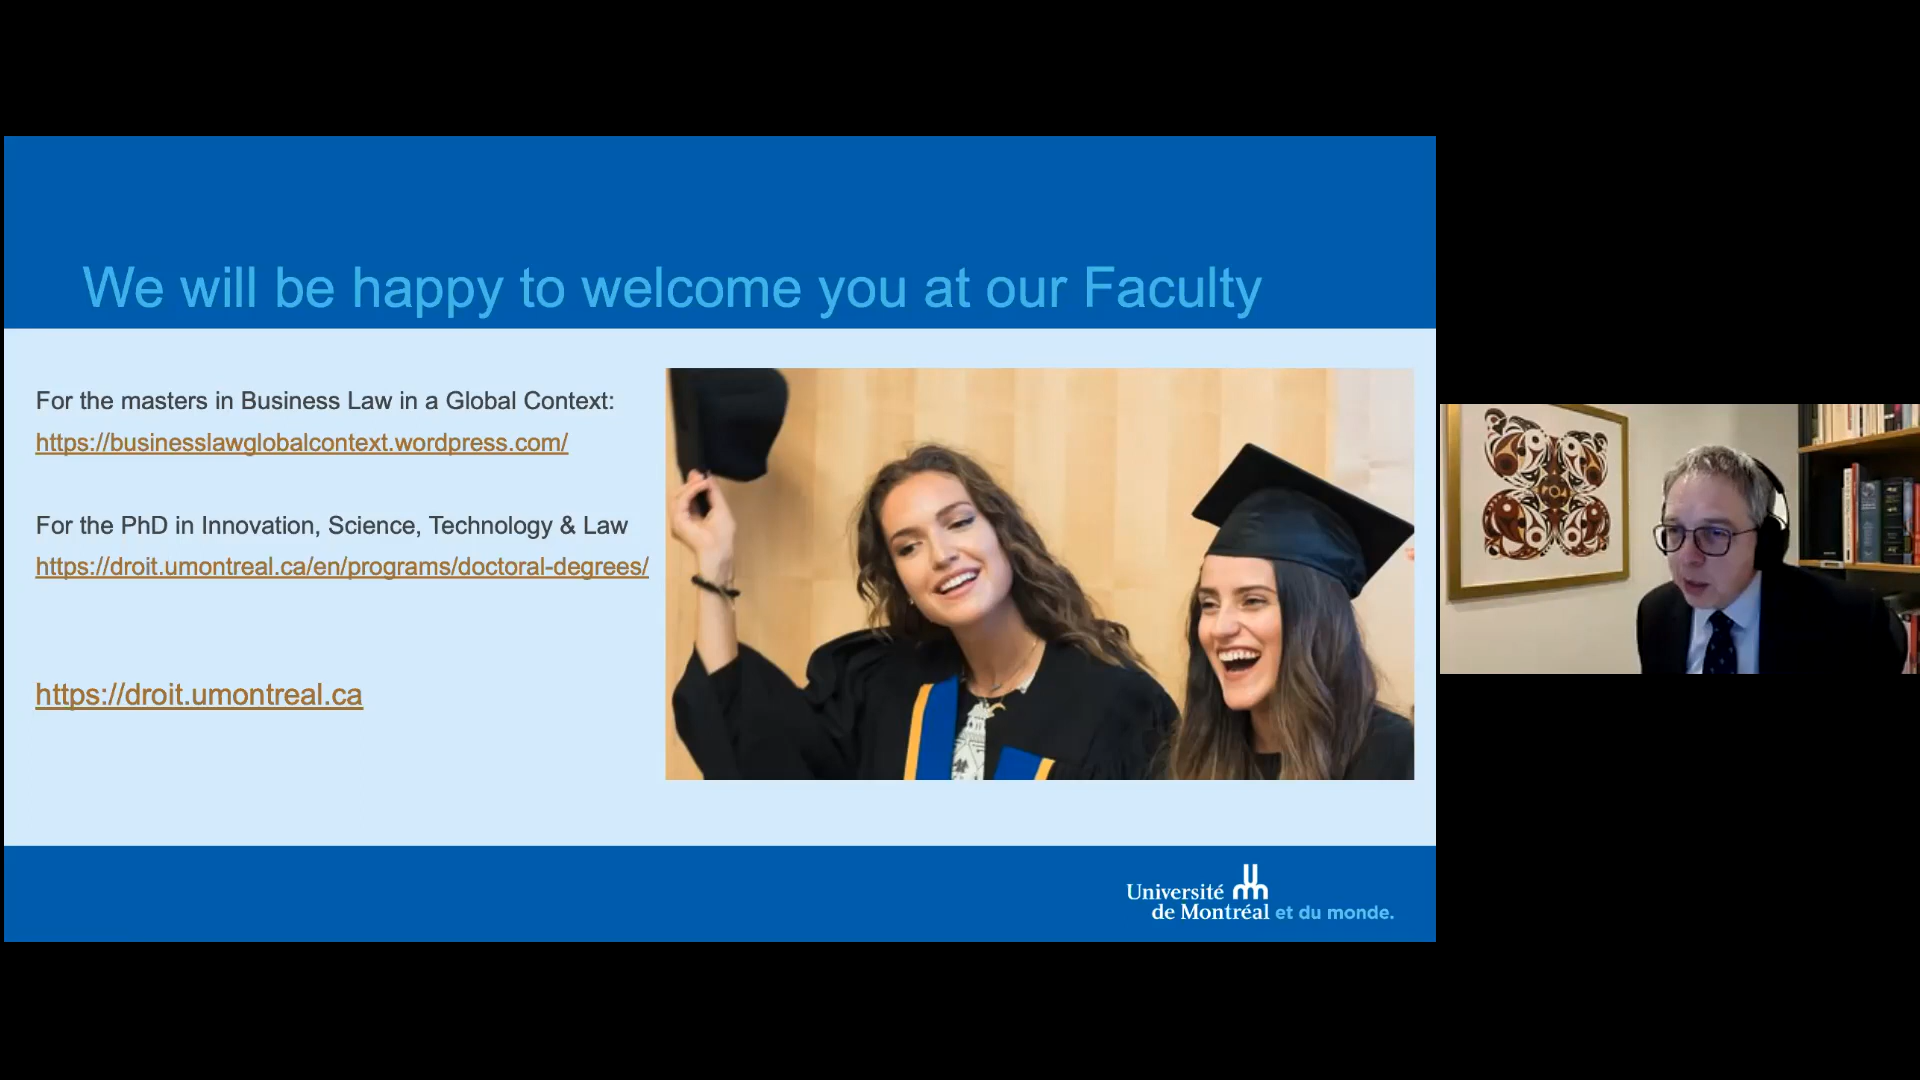 We will be happy to welcome you at our Faculty
For the masters in Business Law in a Global Context:
https://businesslawglobalcontext.wordpress.com/
For the PhD in Innovation, Science, Technology & Law
https://droit.umontreal.ca/en/programs/doctoral-degrees/
https://droit.umontreal.ca
Université
de Montréal et du monde.